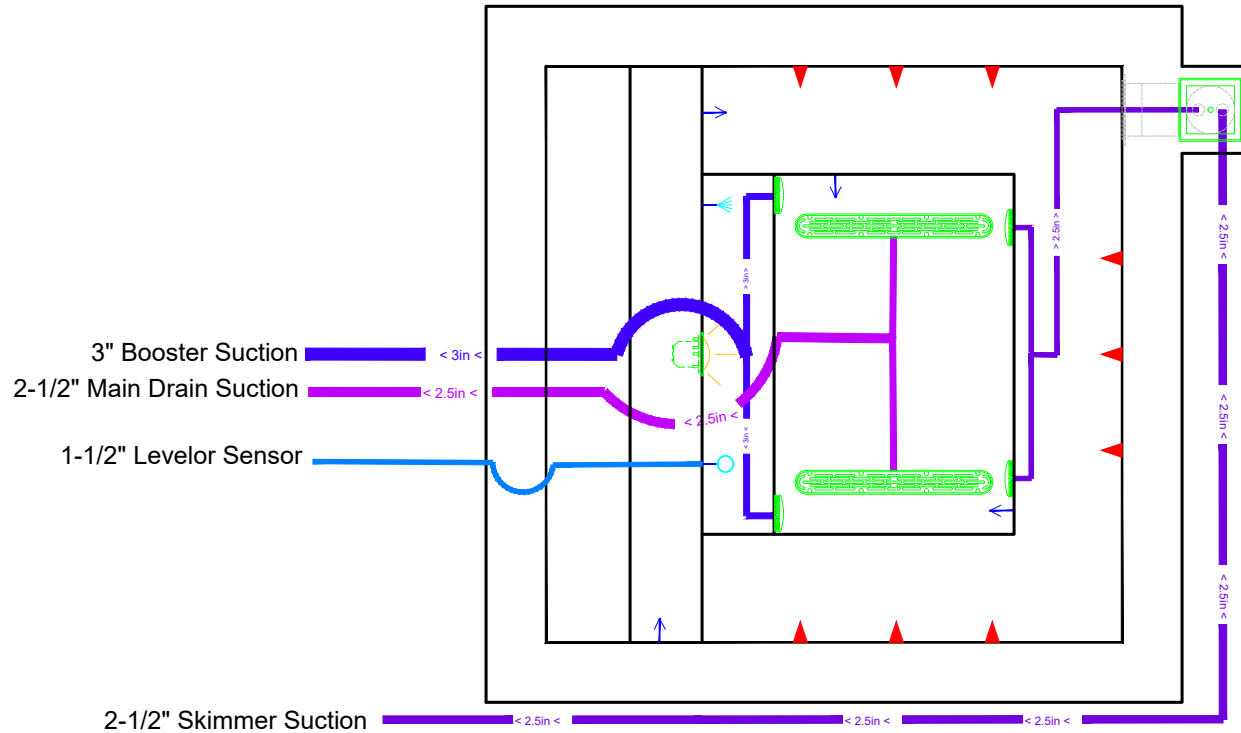 3" Booster Suction
< 3in <
2-1/2" Main Drain Suction
< 2.5in <
< 2.5in <
1-1/2" Levelor Sensor
> 3in >
< 3in <
> 2.5in >
< 2.5in <
< 2.5in <
< 2.5in <
2-1/2" Skimmer Suction
< 2.5in <
< 2.5in <
< 2.5in <